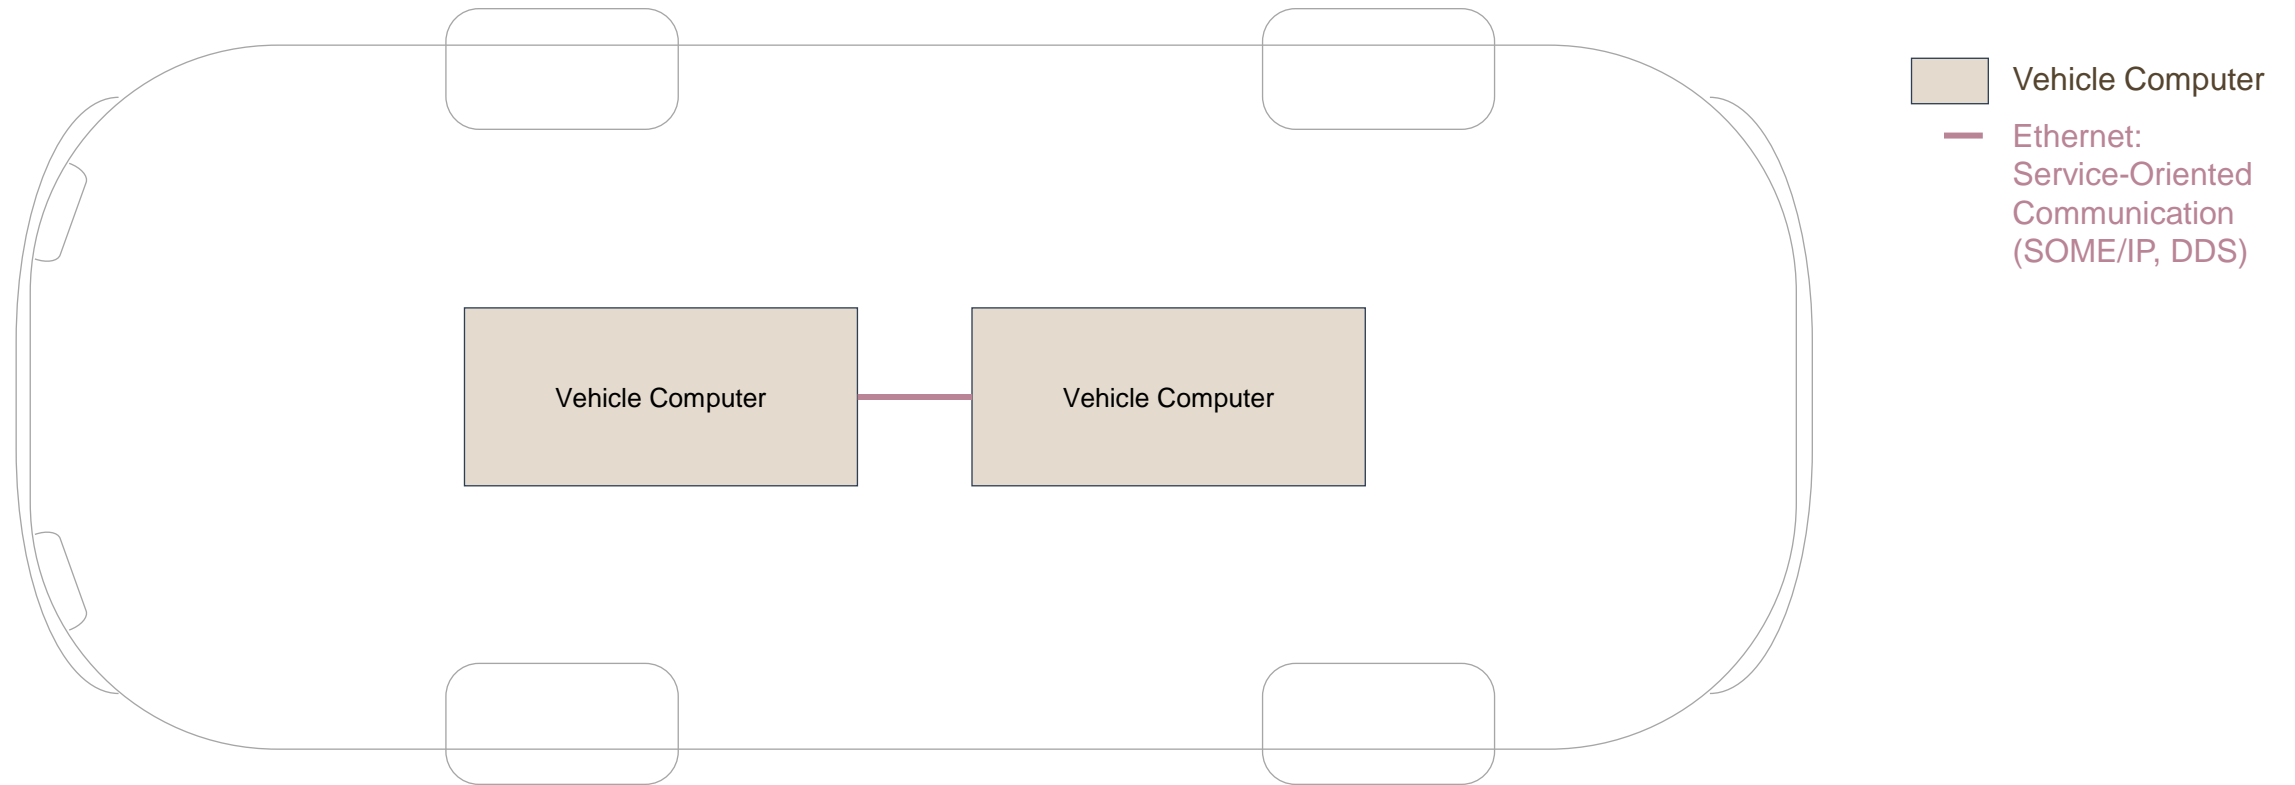 Vehicle Computer
Ethernet:
Service-Oriented
Communication
(SOME/IP, DDS)
Vehicle Computer
Vehicle Computer